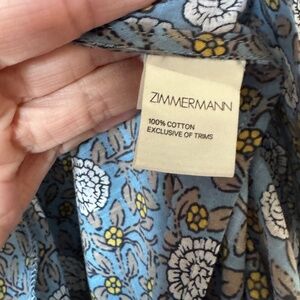 ZIMMERMANN
100% COTTON
EXCLUSIVE OF TRIMS